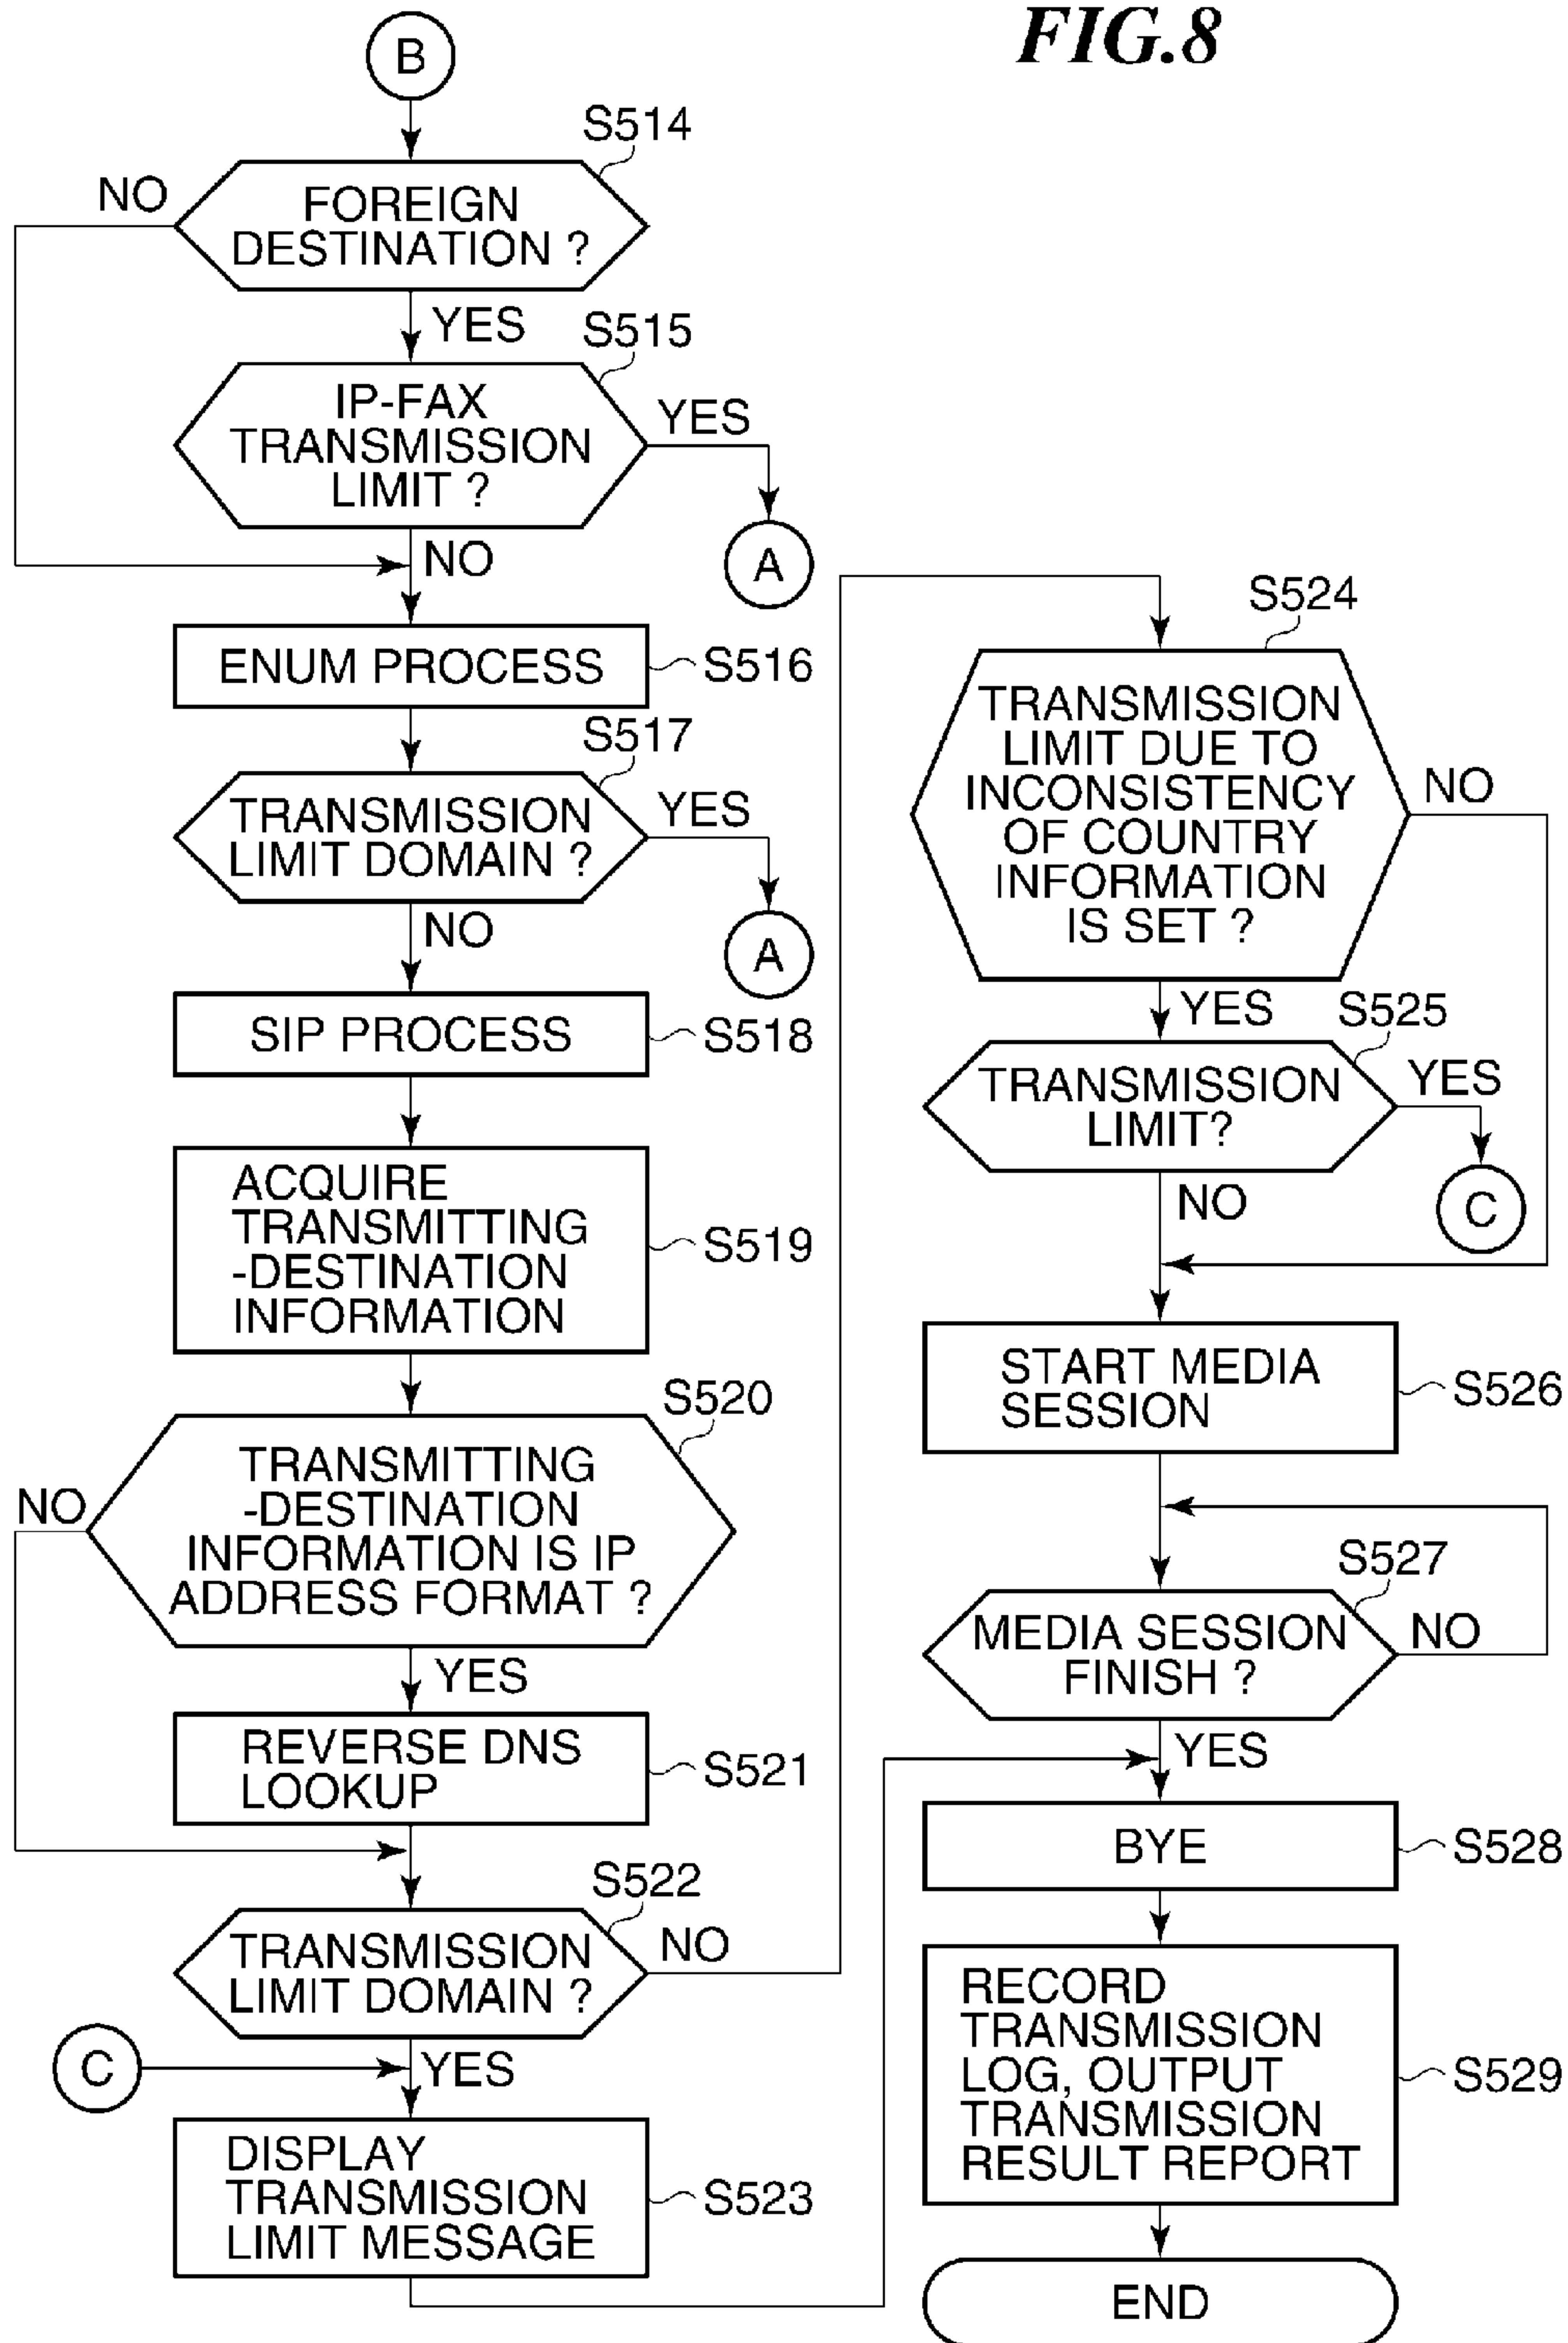 FIG.8
B
S514
NO
FOREIGN
DESTINATION ?
YES
S515
IP-FAX
TRANSMISSION
LIMIT ?
YES
A
NO
ENUM PROCESS
S516
S517
TRANSMISSION
LIMIT DOMAIN ?
YES
A
NO
SIP PROCESS
S518
ACQUIRE
TRANSMITTING
-DESTINATION
INFORMATION
S519
S520
NO
TRANSMITTING
-DESTINATION
INFORMATION IS IP
ADDRESS FORMAT ?
YES
REVERSE DNS
LOOKUP
S521
S522
TRANSMISSION
LIMIT DOMAIN ?
NO
C
YES
DISPLAY
TRANSMISSION
LIMIT MESSAGE
S523
S524
TRANSMISSION
LIMIT DUE TO
INCONSISTENCY
OF COUNTRY
INFORMATION
IS SET ?
NO
YES
S525
TRANSMISSION
LIMIT?
YES
C
NO
START MEDIA
SESSION
S526
S527
MEDIA SESSION
FINISH ?
NO
YES
BYE
S528
RECORD
TRANSMISSION
LOG, OUTPUT
TRANSMISSION
RESULT REPORT
S529
END